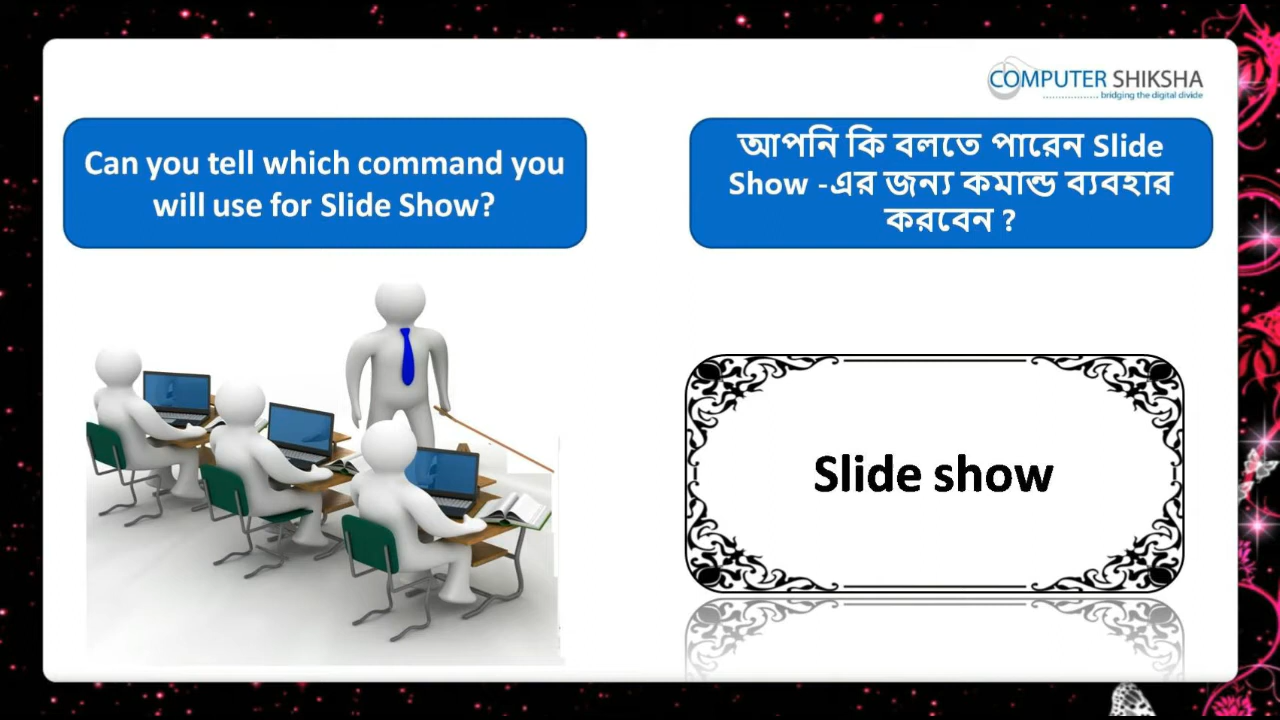 COMPUTER SHIKSHA
bridging the digital divide
Can you tell which command you
will use for Slide Show?
আপনি কি বলতে পারেন Slide
Show -এর জন্য কমান্ড ব্যবহার
করবেন ?
Slide show